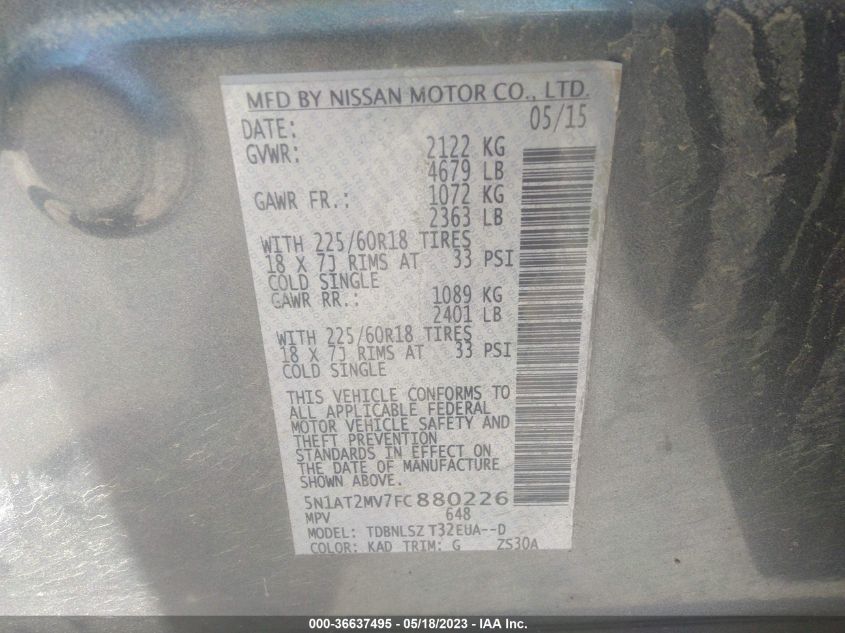 MFD BY NISSAN MOTOR CO., LTD.
DATE: 05/15
GVWR: 2122 KG
4679 LB
GAWR FR.: 1072 KG
2363 LB
WITH 225/60R18 TIRES
18 X 7J RIMS AT 33 PSI
COLD SINGLE
GAWR RR.: 1089 KG
2401 LB
WITH 225/60R18 TIRES
18 X 7J RIMS AT 33 PSI
COLD SINGLE
THIS VEHICLE CONFORMS TO
ALL APPLICABLE FEDERAL
MOTOR VEHICLE SAFETY AND
THEFT PREVENTION
STANDARDS IN EFFECT ON
THE DATE OF MANUFACTURE
SHOWN ABOVE.
5N1AT2MV7FC880226
MPV 648
MODEL: TDBNLSZ T32EUA--D
COLOR: KAD TRIM: G ZS30A
000-36637495 - 05/18/2023 - IAA Inc.